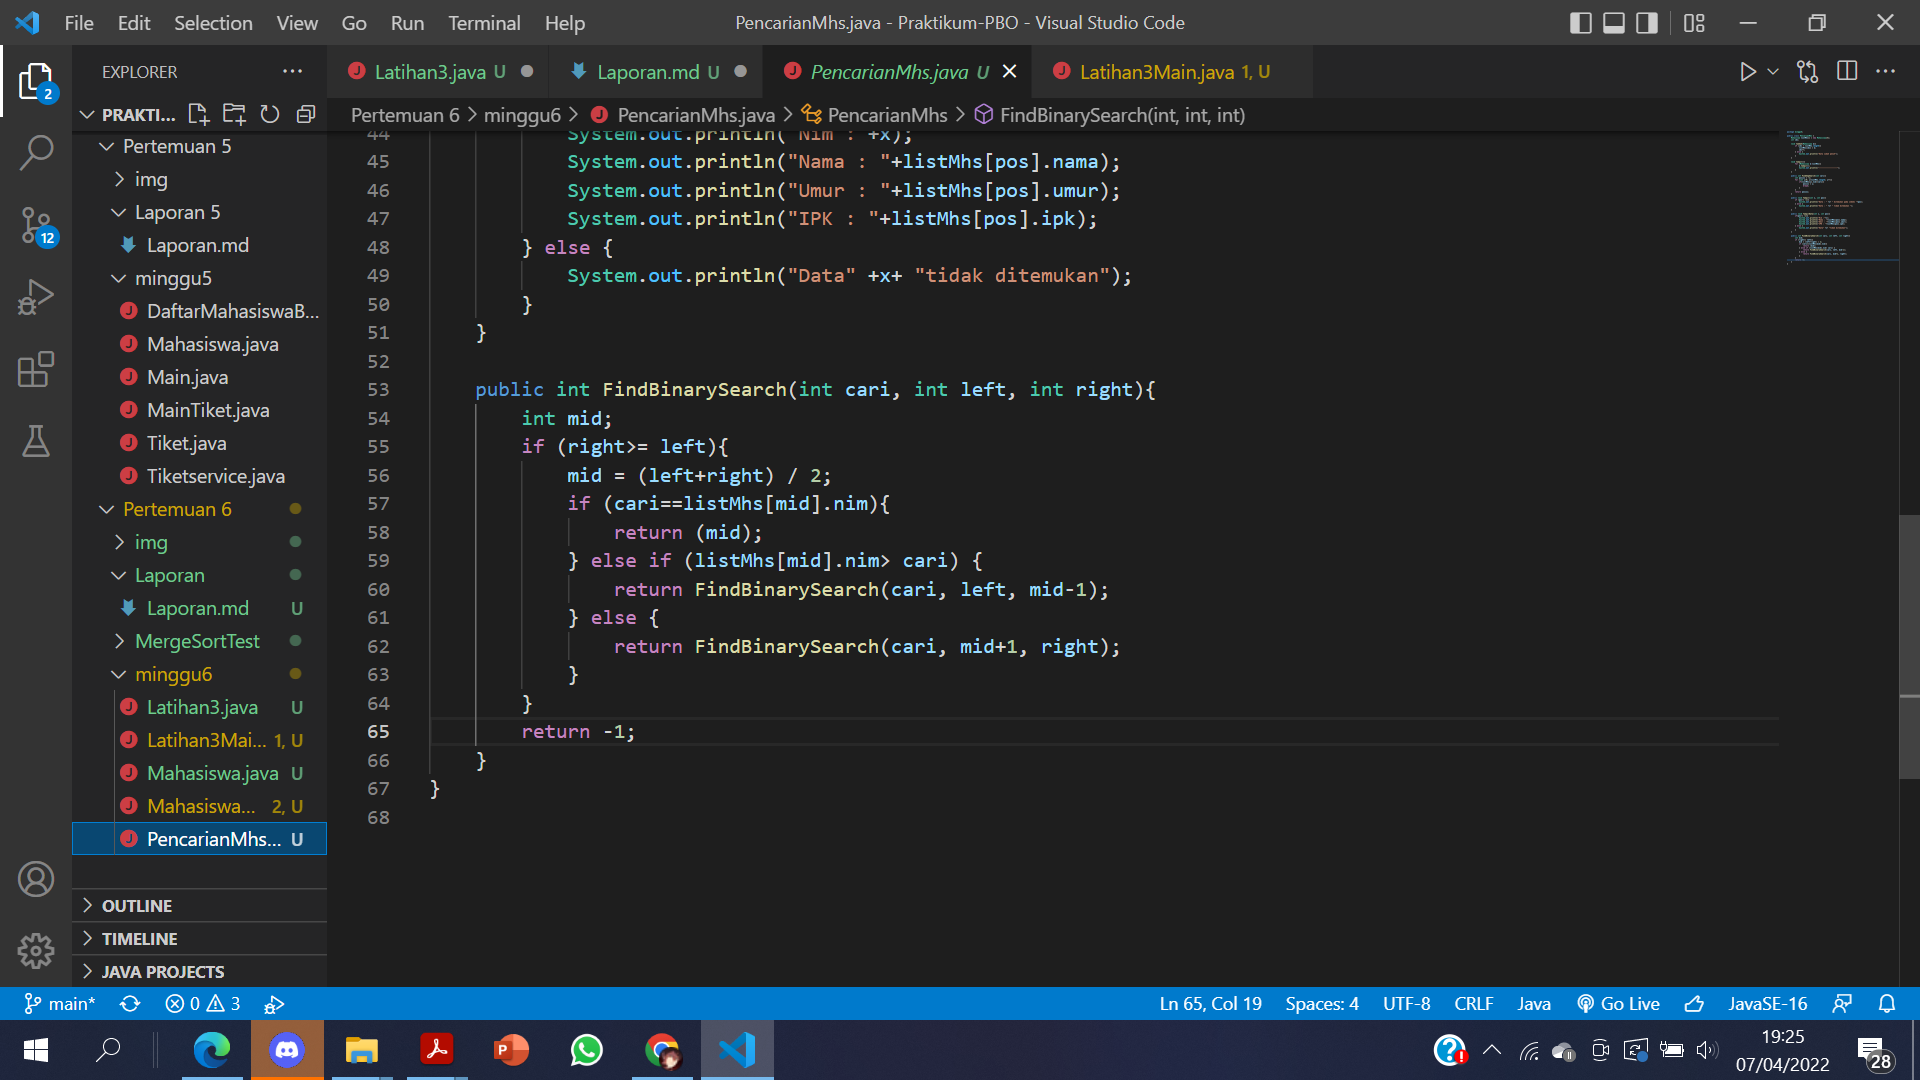 File Edit Selection View Go Run Terminal Help
PencarianMhs.java - Praktikum-PBO - Visual Studio Code
EXPLORER
Latihan3.java U
Laporan.md U
PencarianMhs.java U
Latihan3Main.java 1, U
PRAKTI...
Pertemuan 6 > minggu6 > PencarianMhs.java > PencarianMhs > FindBinarySearch(int, int, int)
2
12
Pertemuan 5
img
Laporan 5
Laporan.md
minggu5
DaftarMahasiswaB...
Mahasiswa.java
Main.java
MainTiket.java
Tiket.java
Tiketservice.java
Pertemuan 6
img
Laporan
Laporan.md U
MergeSortTest
minggu6
Latihan3.java U
Latihan3Mai... 1, U
Mahasiswa.java U
Mahasiswa... 2, U
PencarianMhs... U
OUTLINE
TIMELINE
JAVA PROJECTS
44 System.out.println("Nim : "+x);
45 System.out.println("Nama : "+listMhs[pos].nama);
46 System.out.println("Umur : "+listMhs[pos].umur);
47 System.out.println("IPK : "+listMhs[pos].ipk);
48 } else {
49 System.out.println("Data" +x+ "tidak ditemukan");
50 }
51 }
52
53 public int FindBinarySearch(int cari, int left, int right){
54 int mid;
55 if (right>= left){
56 mid = (left+right) / 2;
57 if (cari==listMhs[mid].nim){
58 return (mid);
59 } else if (listMhs[mid].nim> cari) {
60 return FindBinarySearch(cari, left, mid-1);
61 } else {
62 return FindBinarySearch(cari, mid+1, right);
63 }
64 }
65 return -1;
66 }
67 }
68
main* 0 3
Ln 65, Col 19 Spaces: 4 UTF-8 CRLF Java Go Live JavaSE-16
19:25
07/04/2022
28